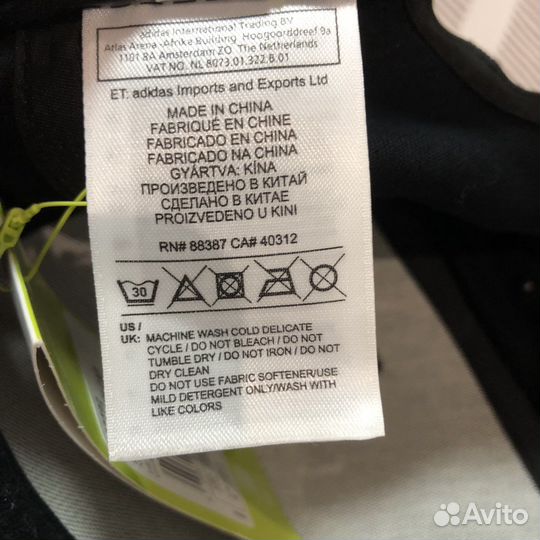 adidas International Trading BV
Atlas Arena -Afrike Building, Hoogoorddreef 9a
1101 BA Amsterdam ZO, The Netherlands
VAT NO. NL 8073.01.322.B.01
ET: adidas Imports and Exports Ltd
MADE IN CHINA
FABRIQUÉ EN CHINE
FABRICADO EN CHINA
FABRICADO NA CHINA
GYÁRTVA: KÍNA
ПРОИЗВЕДЕНО В КИТАЙ
СДЕЛАНО В КИТАЕ
PROIZVEDENO U KINI
RN# 88387 CA# 40312
30
US /
UK: MACHINE WASH COLD DELICATE
CYCLE / DO NOT BLEACH / DO NOT
TUMBLE DRY / DO NOT IRON / DO NOT
DRY CLEAN
DO NOT USE FABRIC SOFTENER/USE
MILD DETERGENT ONLY/WASH WITH
LIKE COLORS
Avito